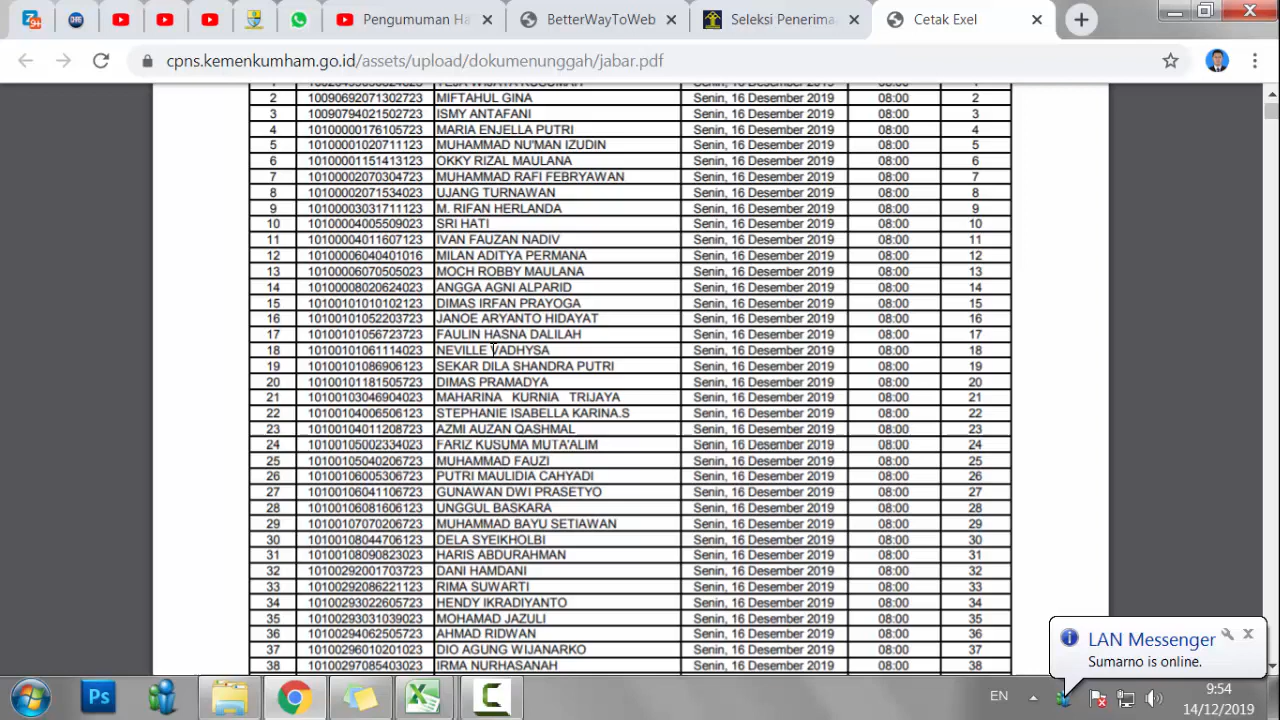 Pengumuman Ha
BetterWayToWeb
Seleksi Penerima
Cetak Exel
cpns.kemenkumham.go.id/assets/upload/dokumenunggah/jabar.pdf
2 10090692071302723 MIFTAHUL GINA Senin, 16 Desember 2019 08:00 2
3 10090794021502723 ISMY ANTAFANI Senin, 16 Desember 2019 08:00 3
4 10100000176105723 MARIA ENJELLA PUTRI Senin, 16 Desember 2019 08:00 4
5 10100001020711123 MUHAMMAD NU'MAN IZUDIN Senin, 16 Desember 2019 08:00 5
6 10100001151413123 OKKY RIZAL MAULANA Senin, 16 Desember 2019 08:00 6
7 10100002070304723 MUHAMMAD RAFI FEBRYAWAN Senin, 16 Desember 2019 08:00 7
8 10100002071534023 UJANG TURNAWAN Senin, 16 Desember 2019 08:00 8
9 10100003031711123 M. RIFAN HERLANDA Senin, 16 Desember 2019 08:00 9
10 10100004005509023 SRI HATI Senin, 16 Desember 2019 08:00 10
11 10100004011607123 IVAN FAUZAN NADIV Senin, 16 Desember 2019 08:00 11
12 10100006040401016 MILAN ADITYA PERMANA Senin, 16 Desember 2019 08:00 12
13 10100006070505023 MOCH ROBBY MAULANA Senin, 16 Desember 2019 08:00 13
14 10100008020624023 ANGGA AGNI ALPARID Senin, 16 Desember 2019 08:00 14
15 10100101010102123 DIMAS IRFAN PRAYOGA Senin, 16 Desember 2019 08:00 15
16 10100101052203723 JANOE ARYANTO HIDAYAT Senin, 16 Desember 2019 08:00 16
17 10100101056723723 FAULIN HASNA DALILAH Senin, 16 Desember 2019 08:00 17
18 10100101061114023 NEVILLE VADHYSA Senin, 16 Desember 2019 08:00 18
19 10100101086906123 SEKAR DILA SHANDRA PUTRI Senin, 16 Desember 2019 08:00 19
20 10100101181505723 DIMAS PRAMADYA Senin, 16 Desember 2019 08:00 20
21 10100103046904023 MAHARINA KURNIA TRIJAYA Senin, 16 Desember 2019 08:00 21
22 10100104006506123 STEPHANIE ISABELLA KARINA.S Senin, 16 Desember 2019 08:00 22
23 10100104011208723 AZMI AUZAN QASHMAL Senin, 16 Desember 2019 08:00 23
24 10100105002334023 FARIZ KUSUMA MUTA'ALIM Senin, 16 Desember 2019 08:00 24
25 10100105040206723 MUHAMMAD FAUZI Senin, 16 Desember 2019 08:00 25
26 10100106005306723 PUTRI MAULIDIA CAHYADI Senin, 16 Desember 2019 08:00 26
27 10100106041106723 GUNAWAN DWI PRASETYO Senin, 16 Desember 2019 08:00 27
28 10100106081606123 UNGGUL BASKARA Senin, 16 Desember 2019 08:00 28
29 10100107070206723 MUHAMMAD BAYU SETIAWAN Senin, 16 Desember 2019 08:00 29
30 10100108044706123 DELA SYEIKHOLBI Senin, 16 Desember 2019 08:00 30
31 10100108090823023 HARIS ABDURAHMAN Senin, 16 Desember 2019 08:00 31
32 10100292001703723 DANI HAMDANI Senin, 16 Desember 2019 08:00 32
33 10100292086221123 RIMA SUWARTI Senin, 16 Desember 2019 08:00 33
34 10100293022605723 HENDY IKRADIYANTO Senin, 16 Desember 2019 08:00 34
35 10100293031039023 MOHAMAD JAZULI Senin, 16 Desember 2019 08:00 35
36 10100294062505723 AHMAD RIDWAN Senin, 16 Desember 2019 08:00 36
37 10100296010201023 DIO AGUNG WIJANARKO Senin, 16 Desember 2019 08:00 37
38 10100297085403023 IRMA NURHASANAH Senin, 16 Desember 2019 08:00 38
LAN Messenger
Sumarno is online.
Ps
EN
9:54
14/12/2019